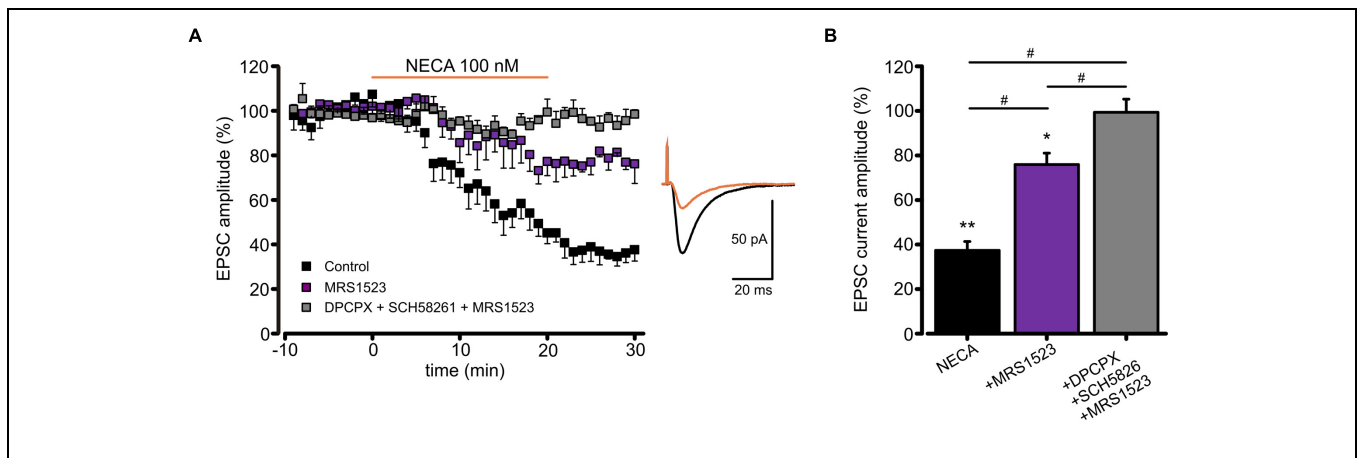 A
NECA 100 nM
120
100
80
60
40
20
0
EPSC amplitude (%)
Control
MRS1523
DPCPX + SCH58261 + MRS1523
-10
0
10
20
30
time (min)
50 pA
20 ms
B
120
100
80
60
40
20
0
EPSC current amplitude (%)
#
#
#
**
*
NECA
+MRS1523
+DPCPX
+SCH5826
+MRS1523